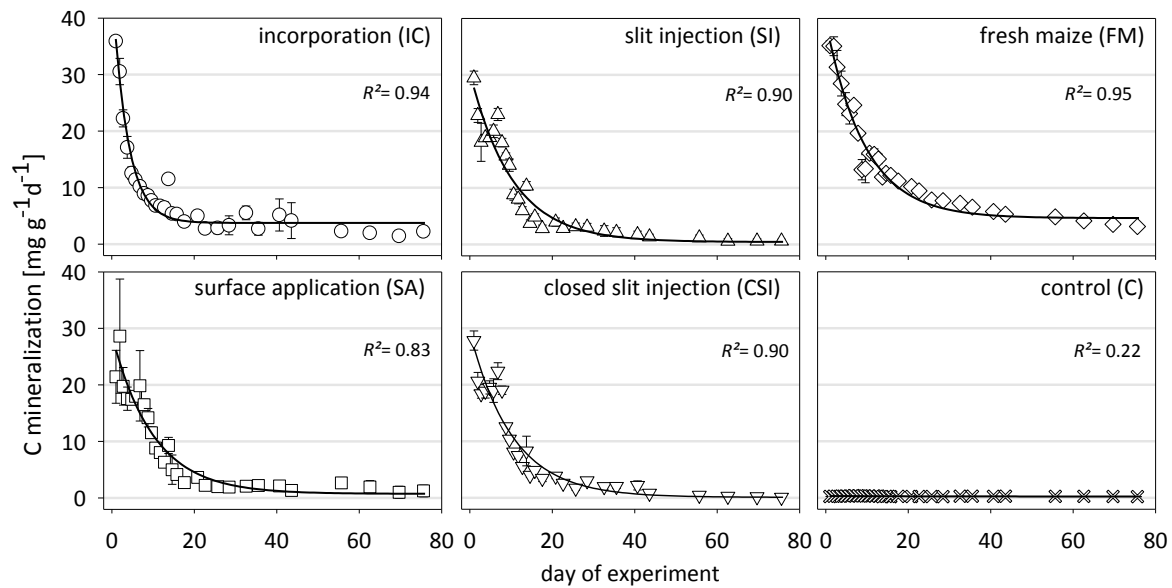 40
30
20
10
0
incorporation (IC)
R²= 0.94
slit injection (SI)
R²= 0.90
fresh maize (FM)
R²= 0.95
C mineralization [mg g⁻¹d⁻¹]
40
30
20
10
0
surface application (SA)
R²= 0.83
closed slit injection (CSI)
R²= 0.90
control (C)
R²= 0.22
0 20 40 60 80 0 20 40 60 80 0 20 40 60 80
day of experiment